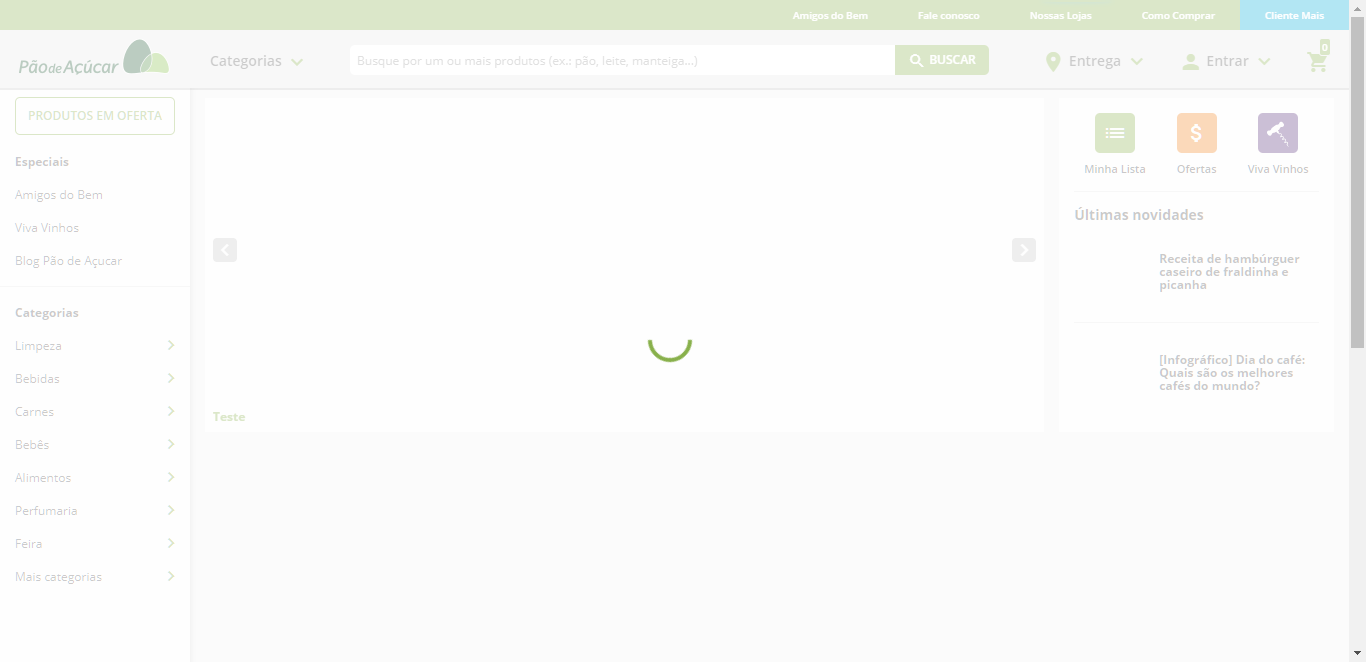 Amigos do Bem
Fale conosco
Nossas Lojas
Como Comprar
Cliente Mais
PãodeAçúcar
Categorias
Busque por um ou mais produtos (ex.: pão, leite, manteiga...)
BUSCAR
Entrega
Entrar
0
PRODUTOS EM OFERTA
Especiais
Amigos do Bem
Viva Vinhos
Blog Pão de Açucar
Categorias
Limpeza
Bebidas
Carnes
Bebês
Alimentos
Perfumaria
Feira
Mais categorias
Teste
$
Minha Lista
Ofertas
Viva Vinhos
Últimas novidades
Receita de hambúrguer
caseiro de fraldinha e
picanha
[Infográfico] Dia do café:
Quais são os melhores
cafés do mundo?